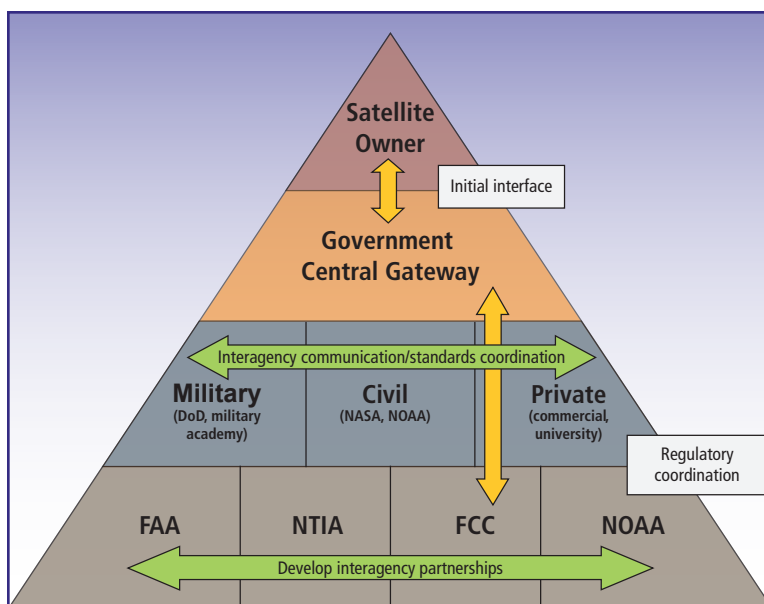 Satellite
Owner
Initial interface
Government
Central Gateway
Interagency communication/standards coordination
Military
(DoD, military
academy)
Civil
(NASA, NOAA)
Private
(commercial,
university)
Regulatory
coordination
FAA
NTIA
FCC
NOAA
Develop interagency partnerships